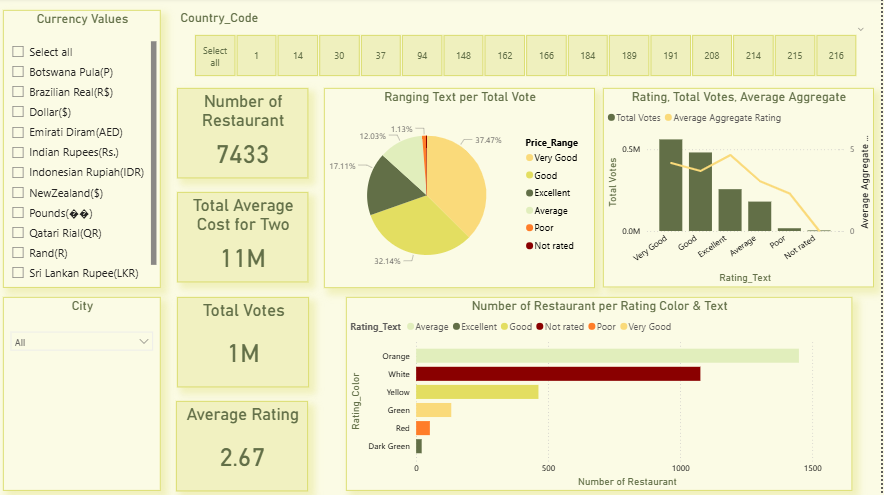 Currency Values
Select all
Botswana Pula(P)
Brazilian Real(R$)
Dollar($)
Emirati Diram(AED)
Indian Rupees(Rs.)
Indonesian Rupiah(IDR)
NewZealand($)
Pounds(��)
Qatari Rial(QR)
Rand(R)
Sri Lankan Rupee(LKR)
City
All
Country_Code
Select all
1
14
30
37
94
148
162
166
184
189
191
208
214
215
216
Number of
Restaurant
7433
Total Average
Cost for Two
11M
Total Votes
1M
Average Rating
2.67
Ranging Text per Total Vote
1.13%
12.03%
37.47%
17.11%
32.14%
Price_Range
Very Good
Good
Excellent
Average
Poor
Not rated
Rating, Total Votes, Average Aggregate
Total Votes Average Aggregate Rating
Total Votes
0.5M
0.0M
5
0
Average Aggregate ...
Very Good
Good
Excellent
Average
Poor
Not rated
Rating_Text
Number of Restaurant per Rating Color & Text
Rating_Text Average Excellent Good Not rated Poor Very Good
Rating_Color
Orange
White
Yellow
Green
Red
Dark Green
0 500 1000 1500
Number of Restaurant